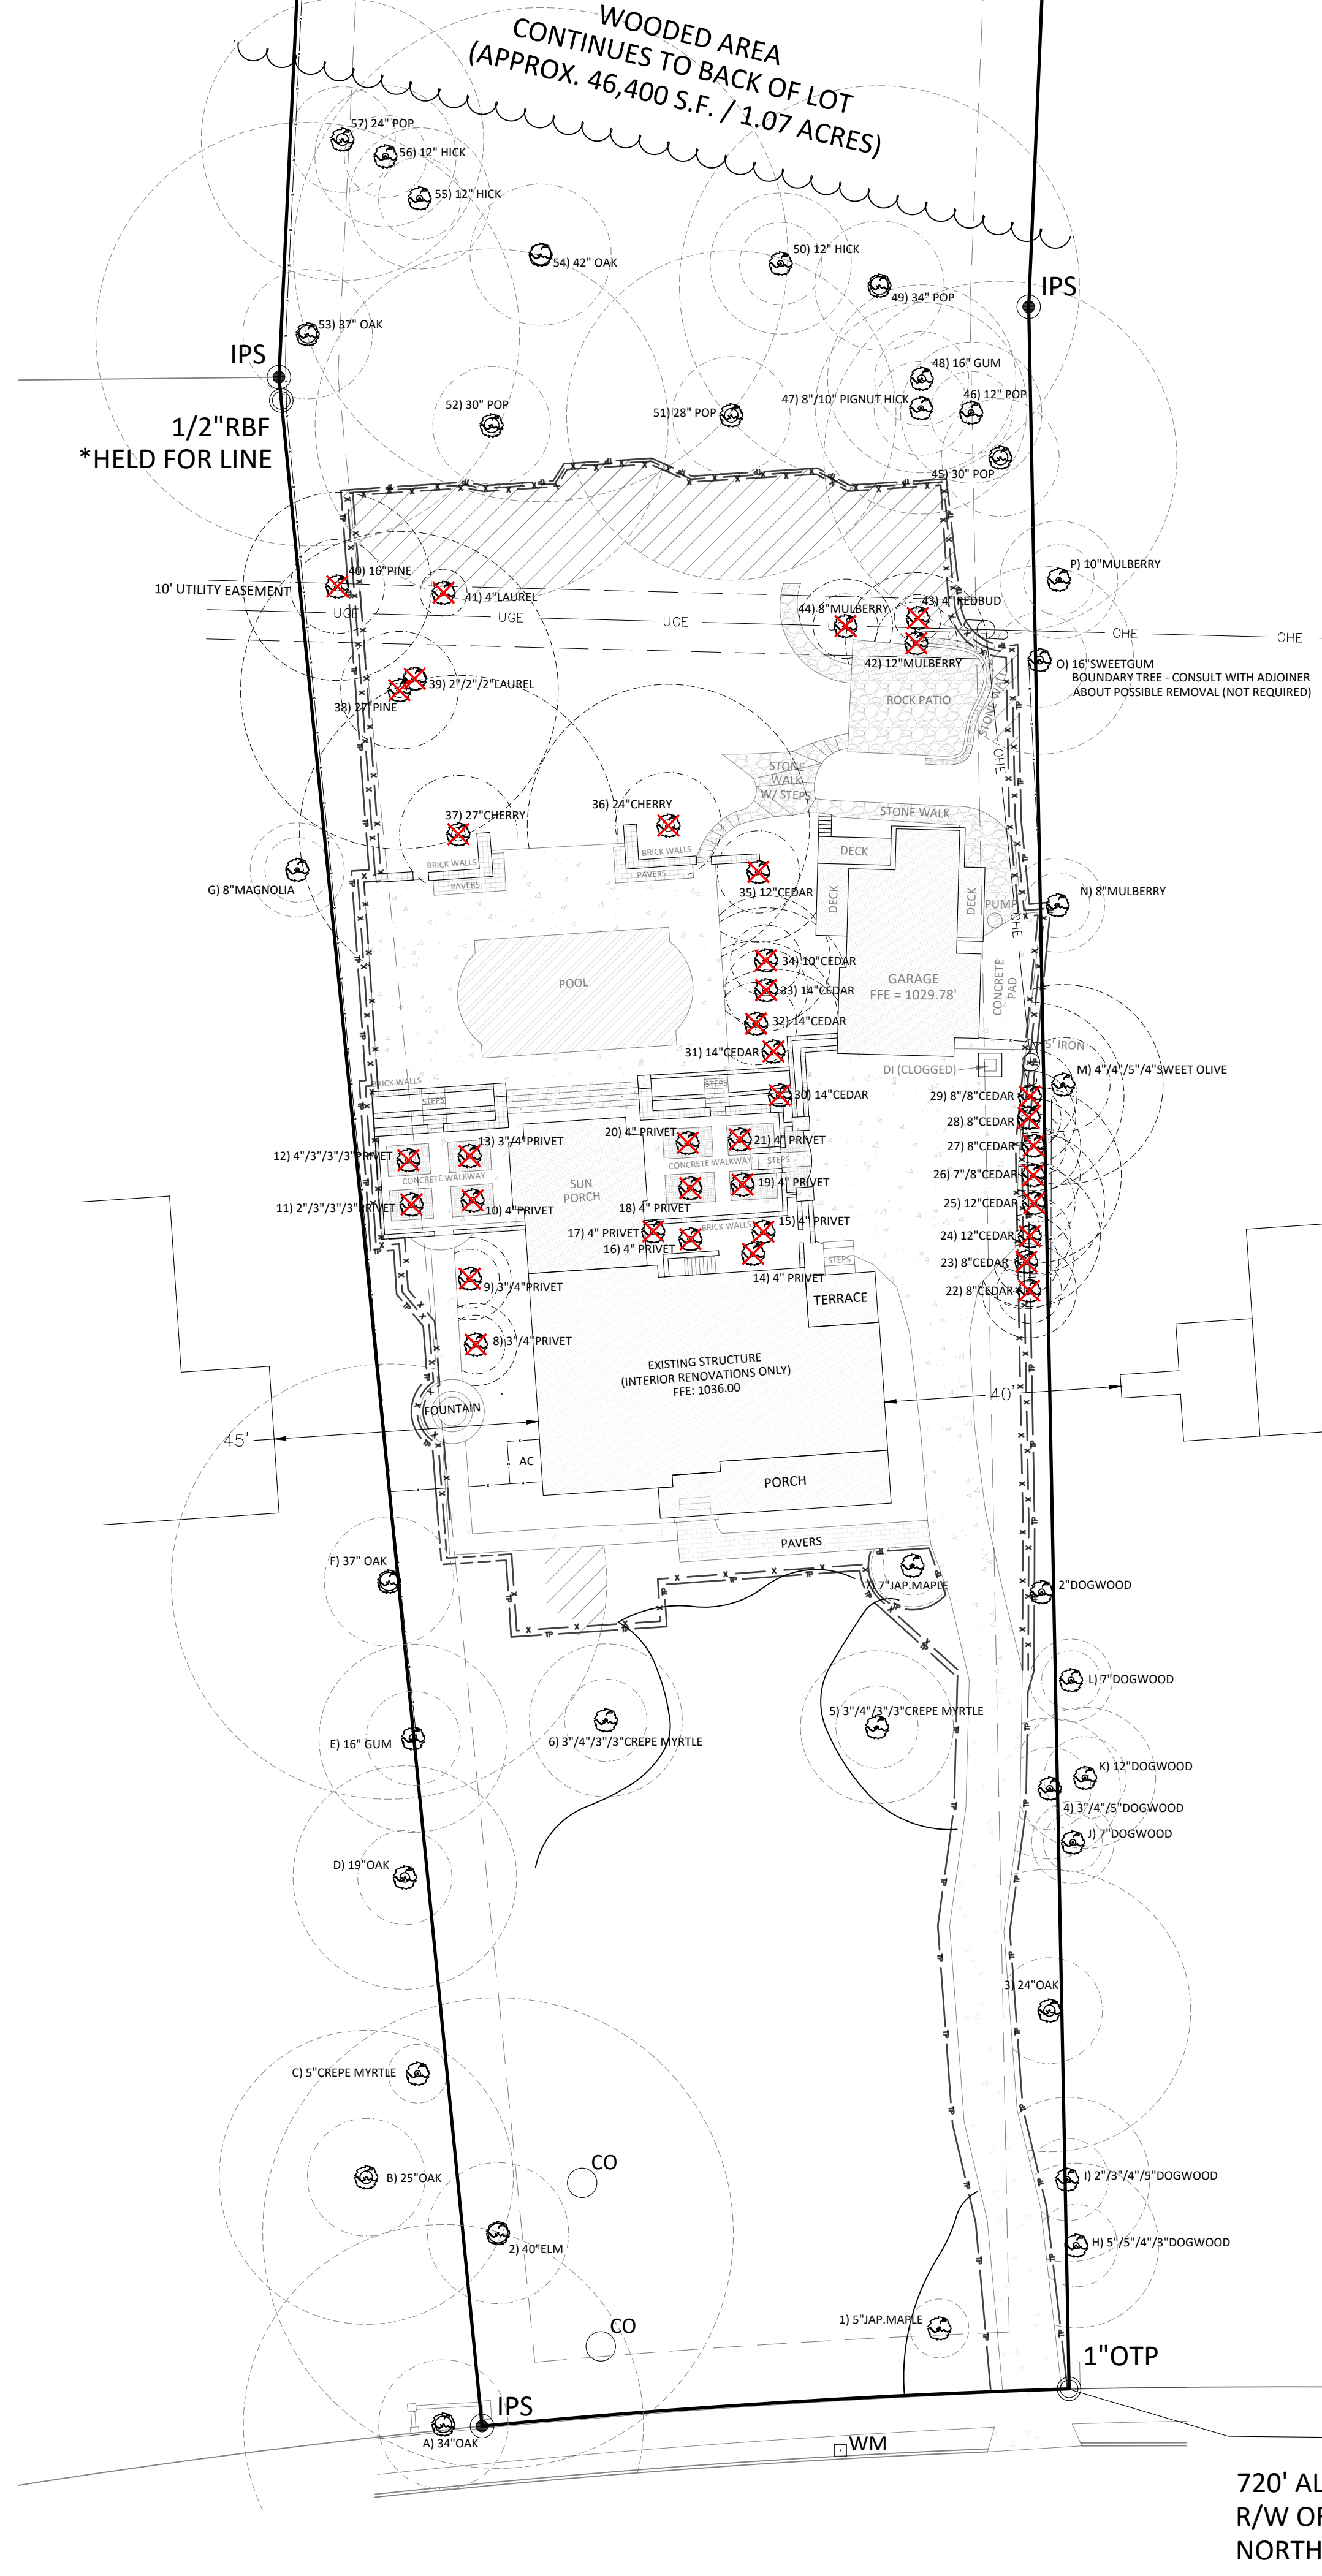 WOODED AREA
CONTINUES TO BACK OF LOT
(APPROX. 46,400 S.F. / 1.07 ACRES)
57) 24" POP
56) 12" HICK
55) 12" HICK
54) 42" OAK
50) 12" HICK
49) 34" POP
IPS
53) 37" OAK
IPS
48) 16" GUM
47) 8"/10" PIGNUT HICK
46) 12" POP
52) 30" POP
51) 28" POP
1/2"RBF
*HELD FOR LINE
45) 30" POP
40) 16"PINE
P) 10"MULBERRY
10' UTILITY EASEMENT
41) 4"LAUREL
43) 4" REDBUD
44) 8"MULBERRY
UGE
UGE
UGE
OHE
OHE
42) 12"MULBERRY
O) 16"SWEETGUM
BOUNDARY TREE - CONSULT WITH ADJOINER
ABOUT POSSIBLE REMOVAL (NOT REQUIRED)
39) 2"/2"/2"LAUREL
38) 27"PINE
ROCK PATIO
OHE
STONE
WALK
W/ STEPS
36) 24"CHERRY
STONE WALK
37) 27"CHERRY
BRICK WALLS
BRICK WALLS
DECK
PAVERS
PAVERS
G) 8"MAGNOLIA
35) 12"CEDAR
DECK
DECK
N) 8"MULBERRY
PUMP
OHE
34) 10"CEDAR
POOL
GARAGE
FFE = 1029.78'
CONCRETE
PAD
33) 14"CEDAR
32) 14"CEDAR
31) 14"CEDAR
IRON
DI (CLOGGED)
M) 4"/4"/5"/4"SWEET OLIVE
BRICK WALLS
STEPS
STEPS
30) 14"CEDAR
29) 8"/8"CEDAR
28) 8"CEDAR
20) 4" PRIVET
21) 4" PRIVET
13) 3"/4"PRIVET
27) 8"CEDAR
12) 4"/3"/3"/3"PRIVET
CONCRETE WALKWAY
STEPS
CONCRETE WALKWAY
26) 7"/8"CEDAR
SUN
PORCH
19) 4" PRIVET
25) 12"CEDAR
11) 2"/3"/3"/3"PRIVET
10) 4"PRIVET
18) 4" PRIVET
15) 4" PRIVET
17) 4" PRIVET
BRICK WALLS
24) 12"CEDAR
16) 4" PRIVET
STEPS
23) 8"CEDAR
14) 4" PRIVET
9) 3"/4"PRIVET
22) 8"CEDAR
TERRACE
8) 3"/4"PRIVET
EXISTING STRUCTURE
(INTERIOR RENOVATIONS ONLY)
FFE: 1036.00
40'
FOUNTAIN
45'
AC
PORCH
PAVERS
F) 37" OAK
7) 7"JAP.MAPLE
2"DOGWOOD
L) 7"DOGWOOD
5) 3"/4"/3"/3"CREPE MYRTLE
E) 16" GUM
6) 3"/4"/3"/3"CREPE MYRTLE
K) 12"DOGWOOD
4) 3"/4"/5"DOGWOOD
J) 7"DOGWOOD
D) 19"OAK
3) 24"OAK
C) 5"CREPE MYRTLE
CO
B) 25"OAK
I) 2"/3"/4"/5"DOGWOOD
2) 40"ELM
H) 5"/5"/4"/3"DOGWOOD
1) 5"JAP.MAPLE
CO
1"OTP
IPS
A) 34"OAK
WM
720' AL
R/W OF
NORTH